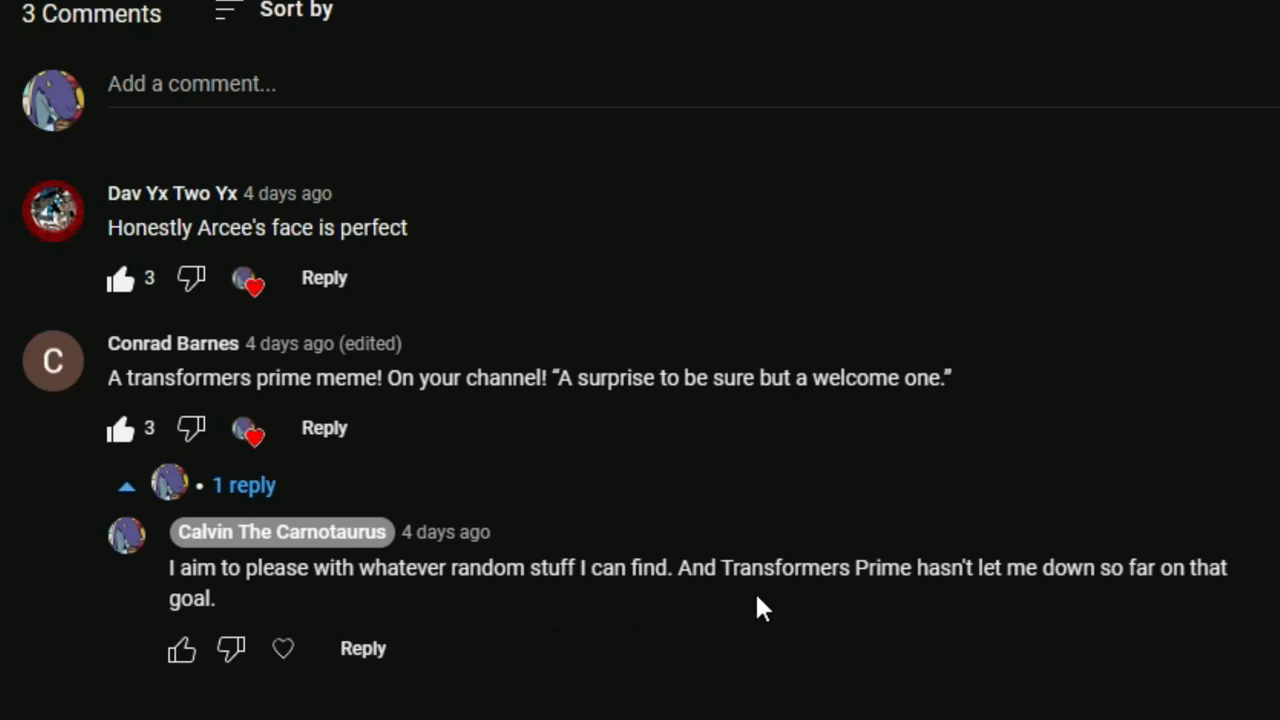 3 Comments Sort by
Add a comment...
Dav Yx Two Yx 4 days ago
Honestly Arcee's face is perfect
3 Reply
C
Conrad Barnes 4 days ago (edited)
A transformers prime meme! On your channel! “A surprise to be sure but a welcome one.”
3 Reply
• 1 reply
Calvin The Carnotaurus 4 days ago
I aim to please with whatever random stuff I can find. And Transformers Prime hasn't let me down so far on that
goal.
Reply